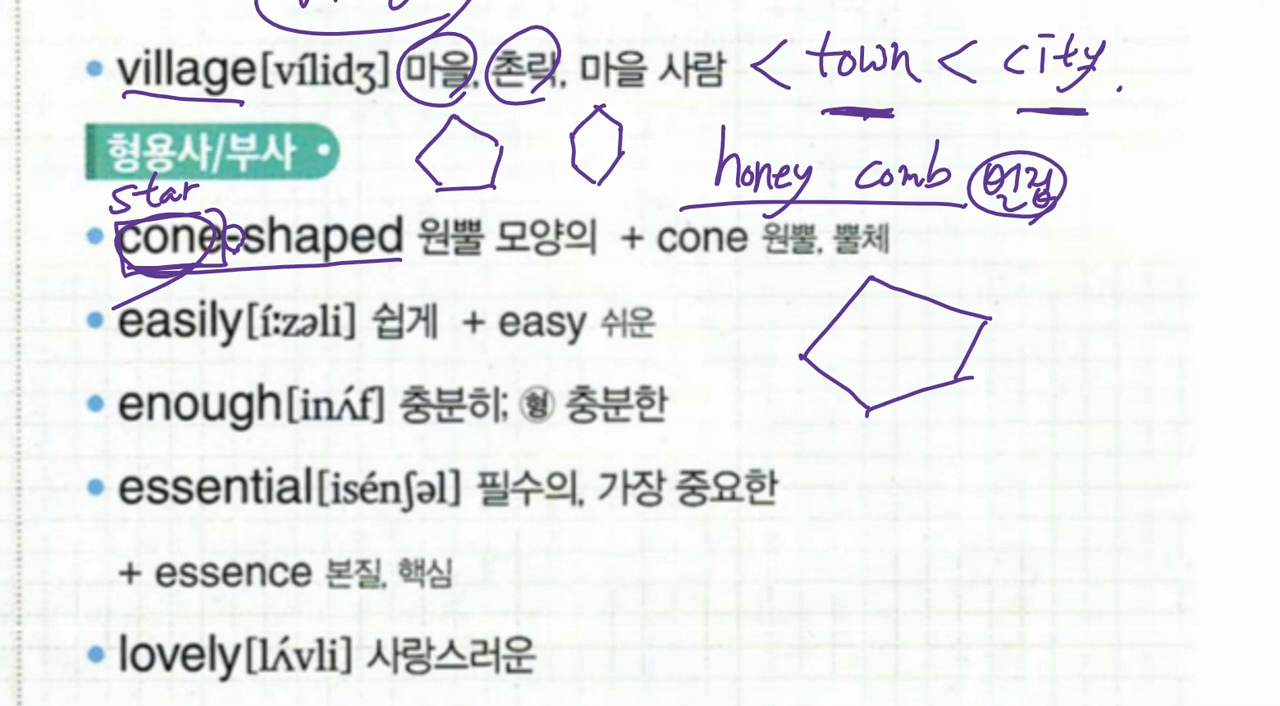 village[vílidʒ] 마을, 촌락, 마을 사람 < town < city.
형용사/부사
honey comb 벌집
star
cone-shaped 원뿔 모양의 + cone 원뿔, 뿔체
easily[íːzəli] 쉽게 + easy 쉬운
enough[inʌ́f] 충분히; 형 충분한
essential[isénʃəl] 필수의, 가장 중요한
+ essence 본질, 핵심
lovely[lʌ́vli] 사랑스러운